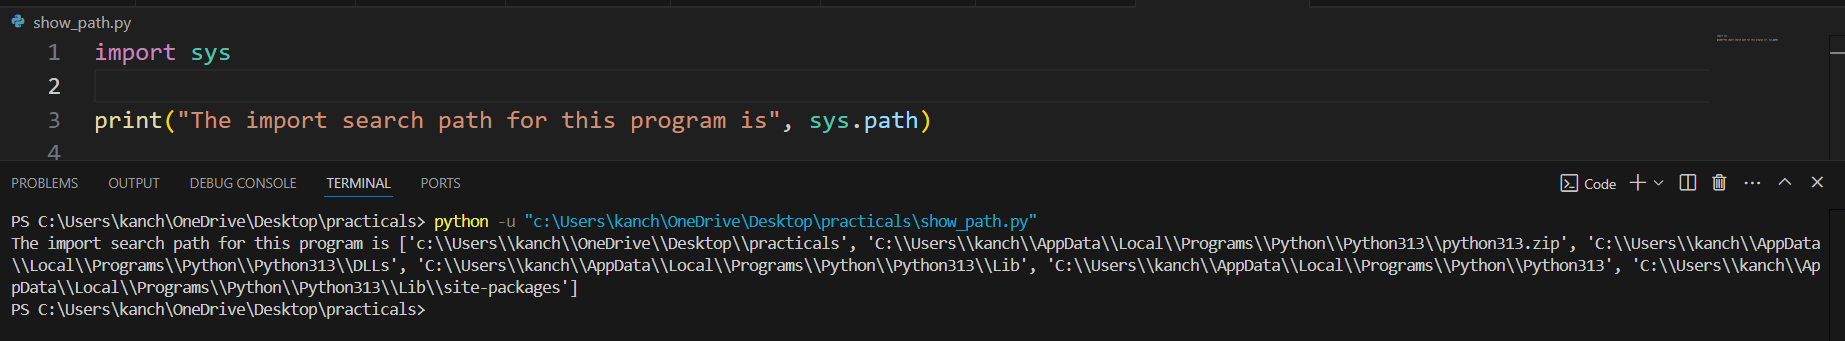 show_path.py
1 import sys
2
3 print("The import search path for this program is", sys.path)
4
PROBLEMS OUTPUT DEBUG CONSOLE TERMINAL PORTS Code
PS C:\Users\kanch\OneDrive\Desktop\practicals> python -u "c:\Users\kanch\OneDrive\Desktop\practicals\show_path.py"
The import search path for this program is ['c:\\Users\\kanch\\OneDrive\\Desktop\\practicals', 'C:\\Users\\kanch\\AppData\\Local\\Programs\\Python\\Python313\\python313.zip', 'C:\\Users\\kanch\\AppData
\\Local\\Programs\\Python\\Python313\\DLLs', 'C:\\Users\\kanch\\AppData\\Local\\Programs\\Python\\Python313\\Lib', 'C:\\Users\\kanch\\AppData\\Local\\Programs\\Python\\Python313', 'C:\\Users\\kanch\\Ap
pData\\Local\\Programs\\Python\\Python313\\Lib\\site-packages']
PS C:\Users\kanch\OneDrive\Desktop\practicals>